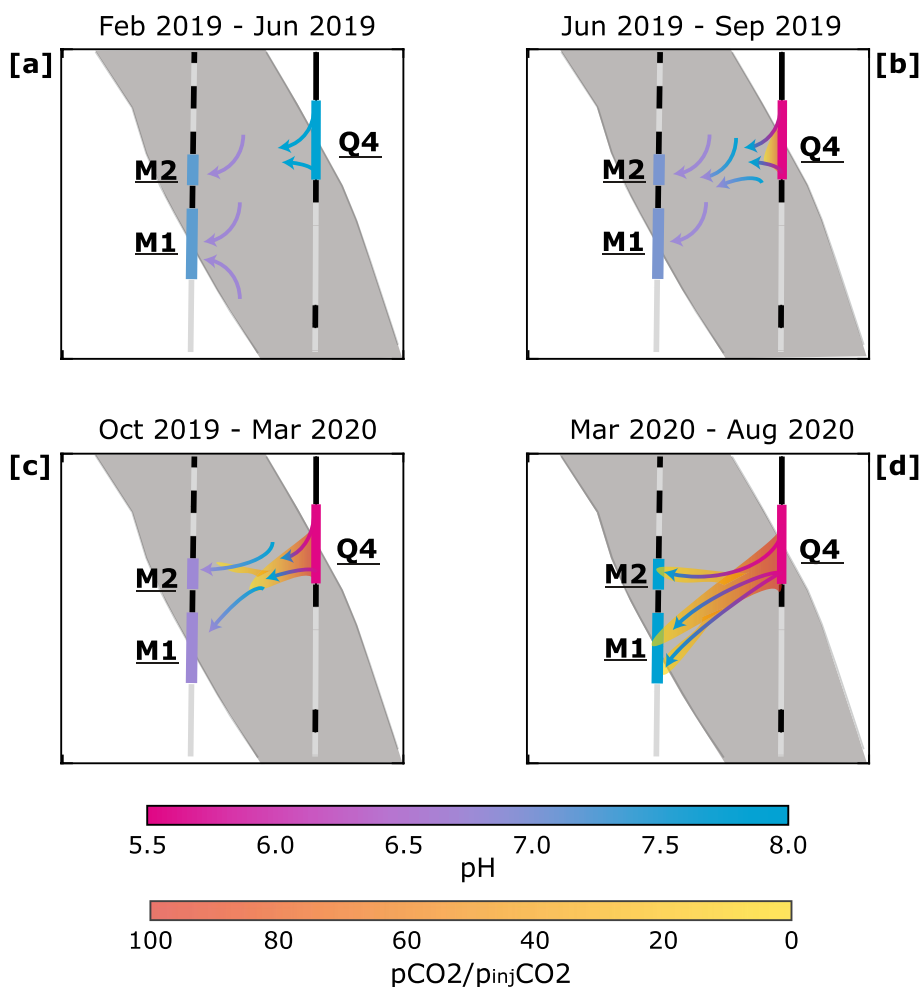 Feb 2019 - Jun 2019
Jun 2019 - Sep 2019
[a]
[b]
Q4
Q4
M2
M2
M1
M1
Oct 2019 - Mar 2020
Mar 2020 - Aug 2020
[c]
[d]
Q4
Q4
M2
M2
M1
M1
5.5 6.0 6.5 7.0 7.5 8.0
pH
100 80 60 40 20 0
pCO2/pinjCO2